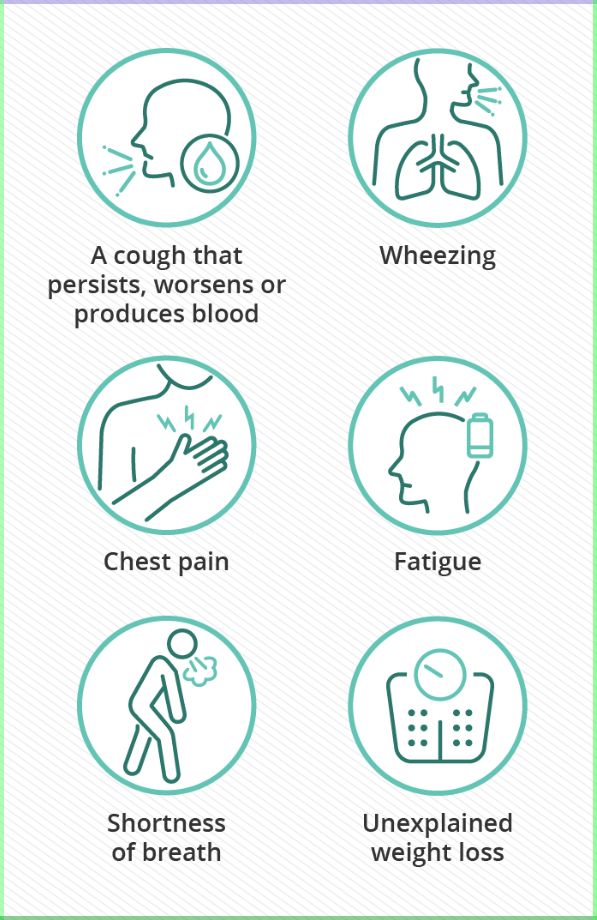 A cough that
persists, worsens or
produces blood
Wheezing
Chest pain
Fatigue
Shortness
of breath
Unexplained
weight loss